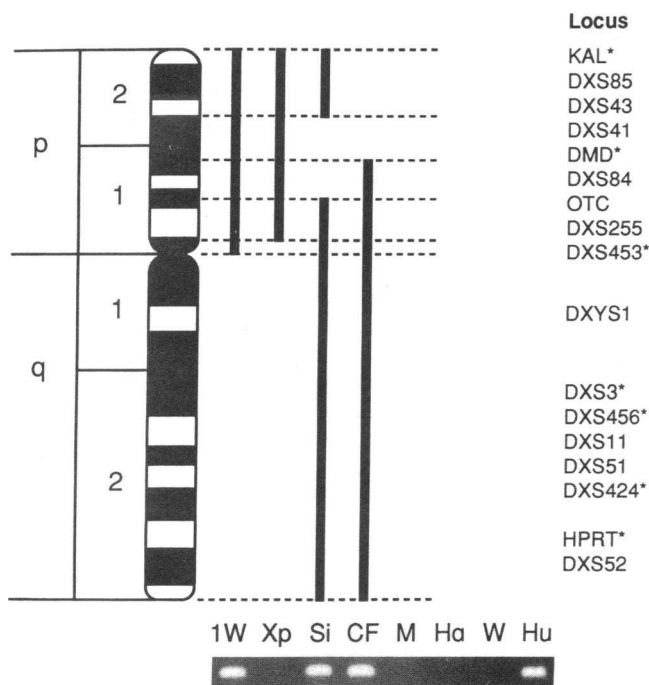 Locus
KAL*
DXS85
DXS43
DXS41
DMD*
DXS84
OTC
DXS255
DXS453*
DXYS1
DXS3*
DXS456*
DXS11
DXS51
DXS424*
HPRT*
DXS52
p
2
1
q
1
2
1W Xp Si CF M Ha W Hu